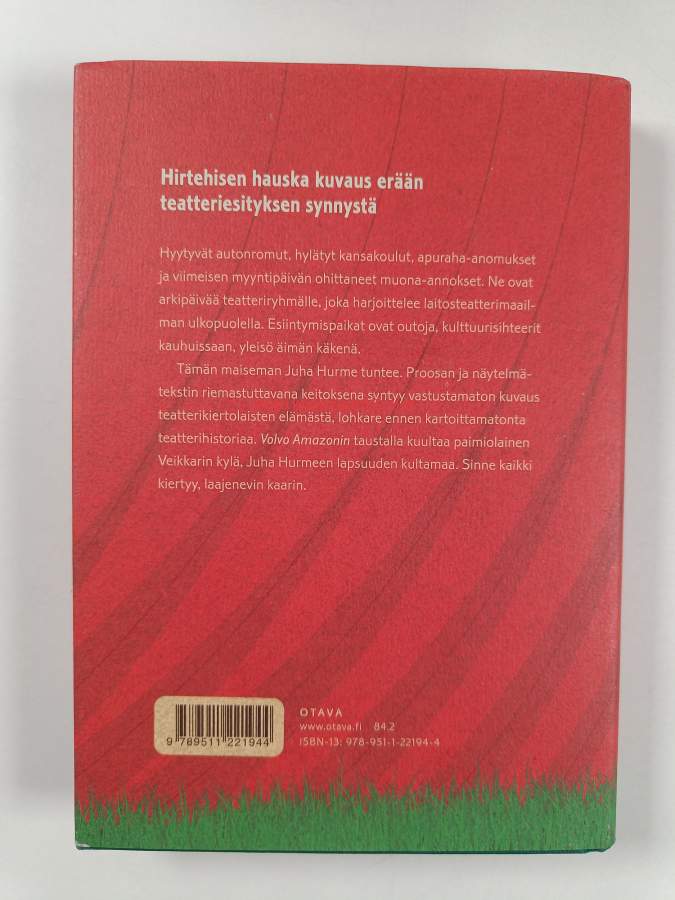 Hirtehisen hauska kuvaus erään
teatteriesityksen synnystä
Hyytyvät autonromut, hylätyt kansakoulut, apuraha-anomukset
ja viimeisen myyntipäivän ohittaneet muona-annokset. Ne ovat
arkipäivää teatteriryhmälle, joka harjoittelee laitosteatterimaail-
man ulkopuolella. Esiintymispaikat ovat outoja, kulttuurisihteerit
kauhuissaan, yleisö äimän käkenä.
Tämän maiseman Juha Hurme tuntee. Proosan ja näytelmä-
tekstin riemastuttavana keitoksena syntyy vastustamaton kuvaus
teatterikiertolaisten elämästä, lohkare ennen kartoittamatonta
teatterihistoriaa. Volvo Amazonin taustalla kuultaa paimiolainen
Veikkarin kylä, Juha Hurmeen lapsuuden kultamaa. Sinne kaikki
kiertyy, laajenevin kaarin.
OTAVA
www.otava.fi 84.2
ISBN-13: 978-951-1-22194-4
9 789511 221944